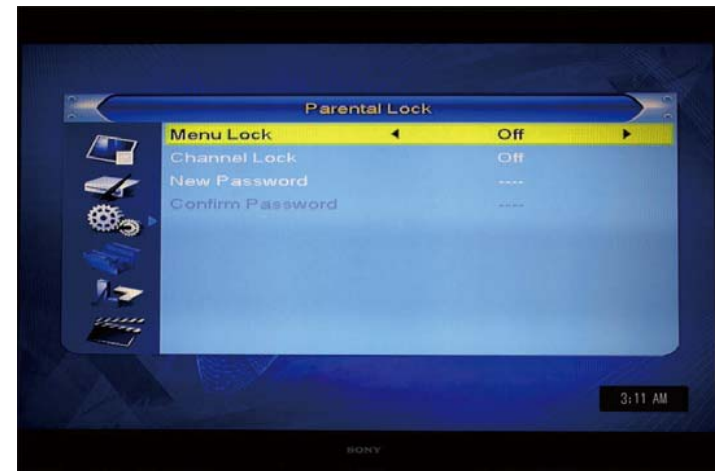 Parental Lock
Menu Lock Off
Channel Lock Off
New Password ----
Confirm Password ----
3:11 AM
SONY